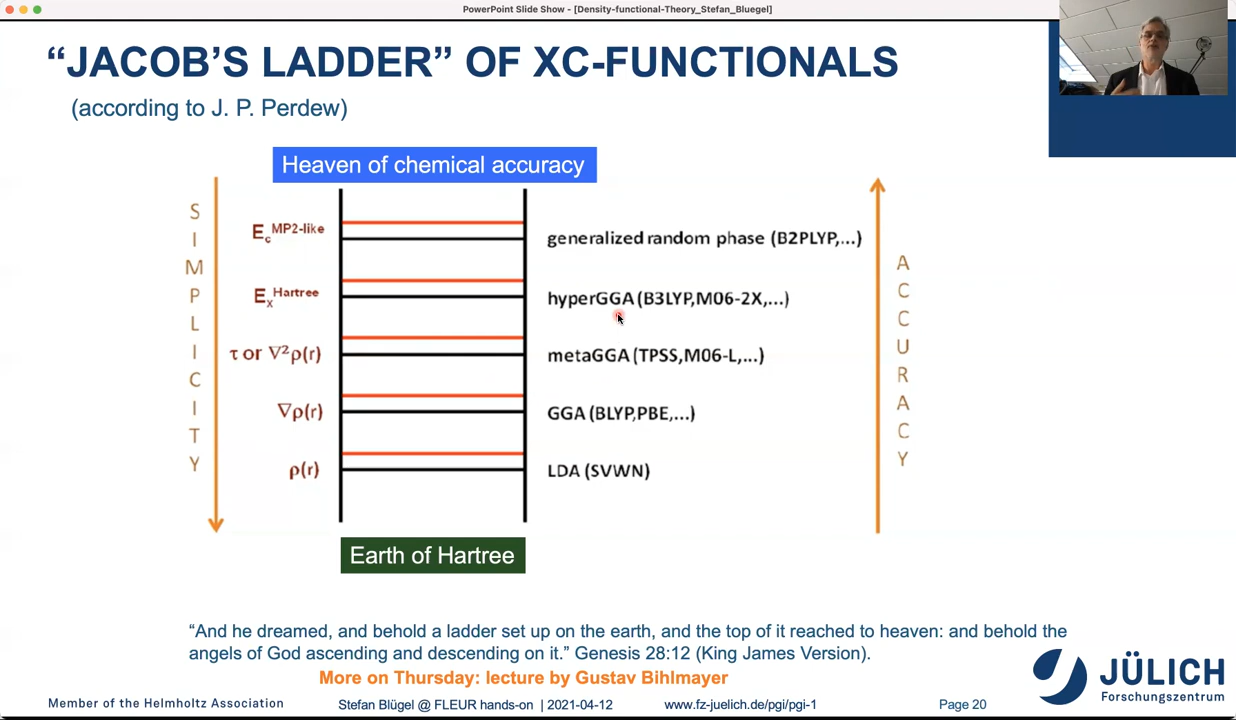 PowerPoint Slide Show - [Density-functional-Theory_Stefan_Bluegel]
“JACOB’S LADDER” OF XC-FUNCTIONALS
(according to J. P. Perdew)
Heaven of chemical accuracy
SIMPLICITY
ACCURACY
E_c^MP2-like
generalized random phase (B2PLYP,...)
E_x^Hartree
hyperGGA (B3LYP,M06-2X,...)
τ or ∇²ρ(r)
metaGGA (TPSS,M06-L,...)
∇ρ(r)
GGA (BLYP,PBE,...)
ρ(r)
LDA (SVWN)
Earth of Hartree
“And he dreamed, and behold a ladder set up on the earth, and the top of it reached to heaven: and behold the
angels of God ascending and descending on it.” Genesis 28:12 (King James Version).
More on Thursday: lecture by Gustav Bihlmayer
JÜLICH
Forschungszentrum
Member of the Helmholtz Association
Stefan Blügel @ FLEUR hands-on | 2021-04-12
www.fz-juelich.de/pgi/pgi-1
Page 20